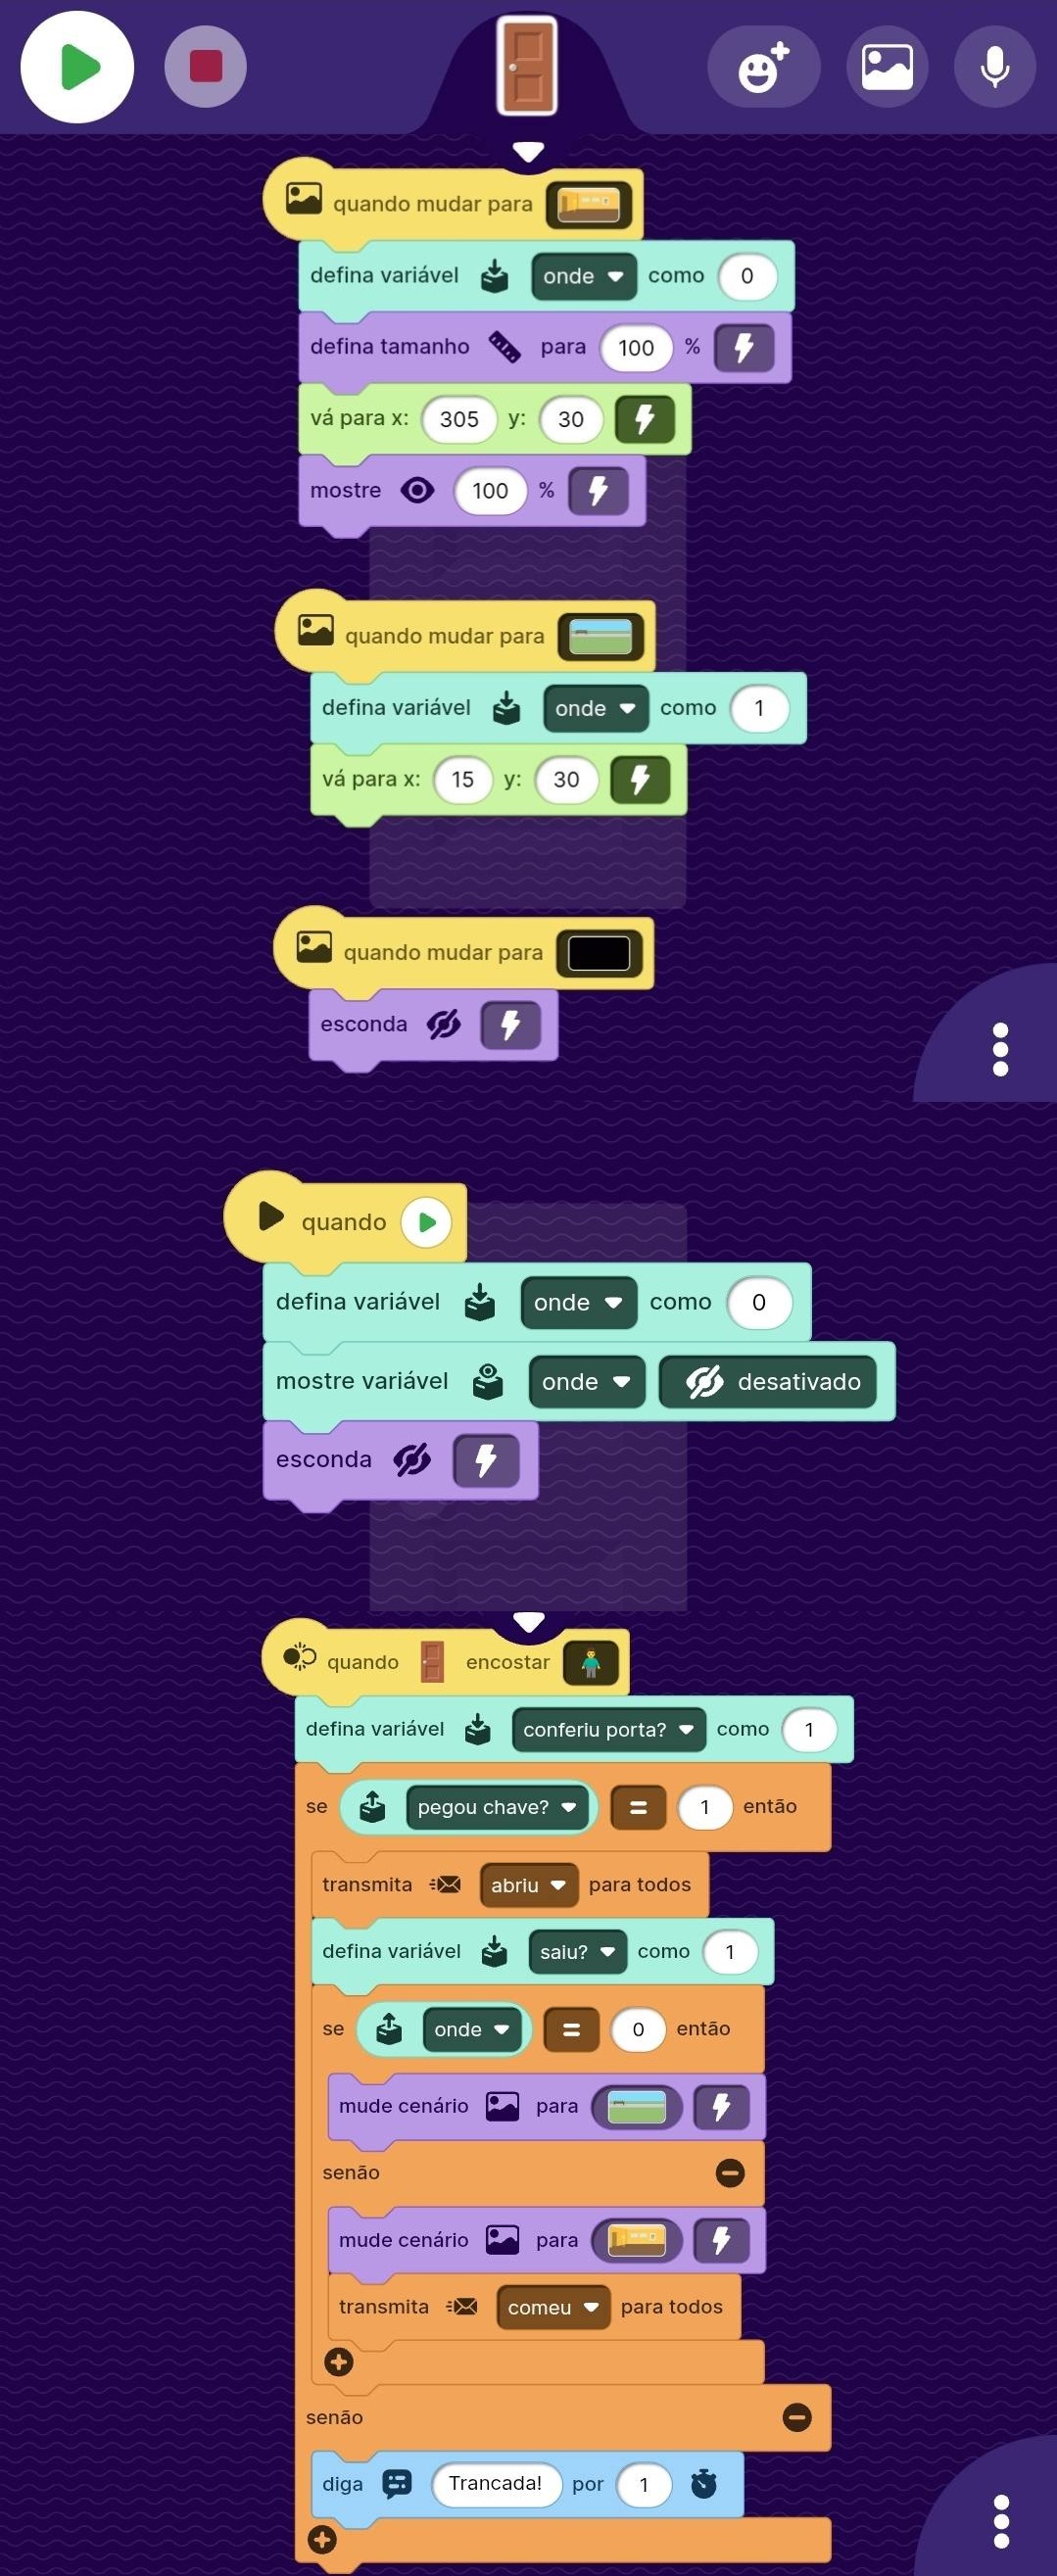 quando mudar para
defina variável onde como 0
defina tamanho para 100 %
vá para x: 305 y: 30
mostre 100 %
quando mudar para
defina variável onde como 1
vá para x: 15 y: 30
quando mudar para
esconda
quando
defina variável onde como 0
mostre variável onde desativado
esconda
quando encostar
defina variável conferiu porta? como 1
se pegou chave? = 1 então
transmita abriu para todos
defina variável saiu? como 1
se onde = 0 então
mude cenário para
senão
mude cenário para
transmita comeu para todos
senão
diga Trancada! por 1